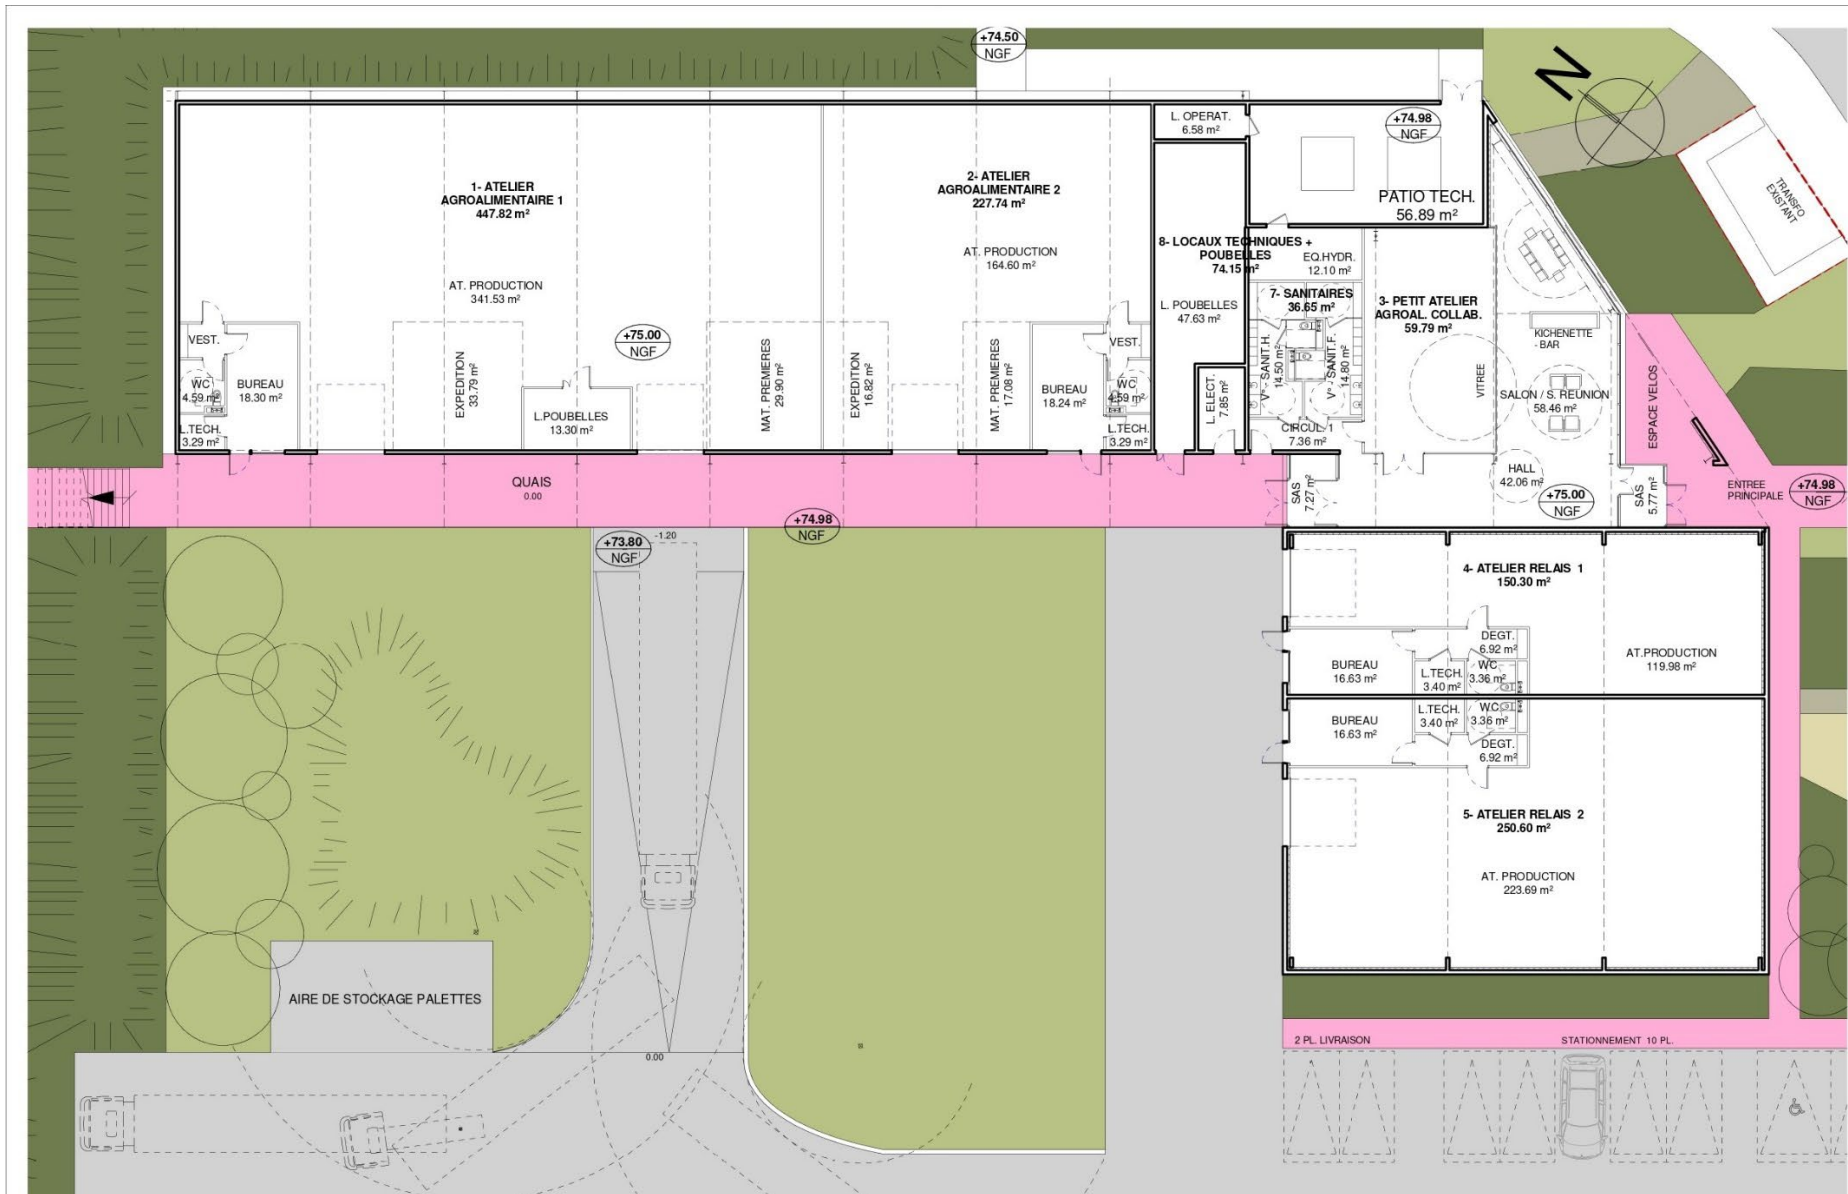 +74.50
NGF
N
TRANSFO
EXISTANT
L. OPERAT.
6.58 m²
+74.98
NGF
PATIO TECH.
56.89 m²
1- ATELIER
AGROALIMENTAIRE 1
447.82 m²
2- ATELIER
AGROALIMENTAIRE 2
227.74 m²
AT. PRODUCTION
341.53 m²
AT. PRODUCTION
164.60 m²
8- LOCAUX TECHNIQUES +
POUBELLES
74.15 m²
EQ.HYDR.
12.10 m²
7- SANITAIRES
36.65 m²
L. POUBELLES
47.63 m²
3- PETIT ATELIER
AGROAL. COLLAB.
59.79 m²
KICHENETTE
- BAR
VITREE
SALON / S. REUNION
58.46 m²
ESPACE VELOS
VEST.
WC
4.59 m²
BUREAU
18.30 m²
L.TECH.
3.29 m²
EXPEDITION
33.79 m²
+75.00
NGF
L.POUBELLES
13.30 m²
MAT. PREMIERES
29.90 m²
EXPEDITION
16.82 m²
MAT. PREMIERES
17.08 m²
BUREAU
18.24 m²
VEST.
WC
4.59 m²
L.TECH.
3.29 m²
L. ELECT.
7.85 m²
V° - SANIT.H.
14.50 m²
V° - SANIT.F.
14.80 m²
CIRCUL. 1
7.36 m²
QUAIS
0.00
SAS
7.27 m²
HALL
42.06 m²
+75.00
NGF
SAS
5.77 m²
ENTREE
PRINCIPALE
+74.98
NGF
+74.98
NGF
+73.80
NGF
-1.20
4- ATELIER RELAIS 1
150.30 m²
DEGT.
6.92 m²
BUREAU
16.63 m²
L.TECH.
3.40 m²
WC
3.36 m²
AT.PRODUCTION
119.98 m²
BUREAU
16.63 m²
L.TECH.
3.40 m²
WC
3.36 m²
DEGT.
6.92 m²
5- ATELIER RELAIS 2
250.60 m²
AT. PRODUCTION
223.69 m²
AIRE DE STOCKAGE PALETTES
0.00
2 PL. LIVRAISON
STATIONNEMENT 10 PL.